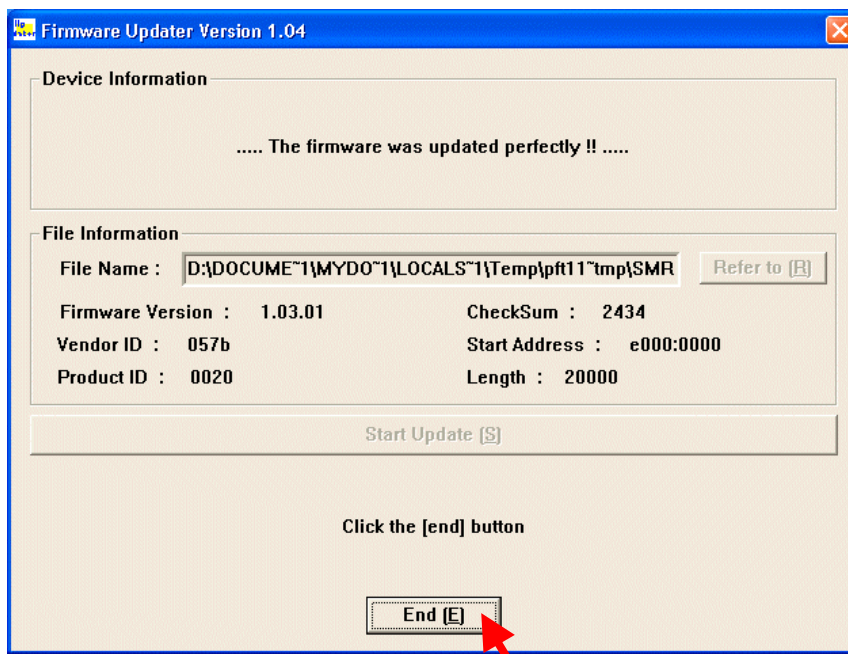 Up
dater
Firmware Updater Version 1.04
Device Information
..... The firmware was updated perfectly !! .....
File Information
File Name : D:\DOCUME~1\MYDO~1\LOCALS~1\Temp\pft11~tmp\SMR
Refer to (R)
Firmware Version : 1.03.01
CheckSum : 2434
Vendor ID : 057b
Start Address : e000:0000
Product ID : 0020
Length : 20000
Start Update (S)
Click the [end] button
End (E)